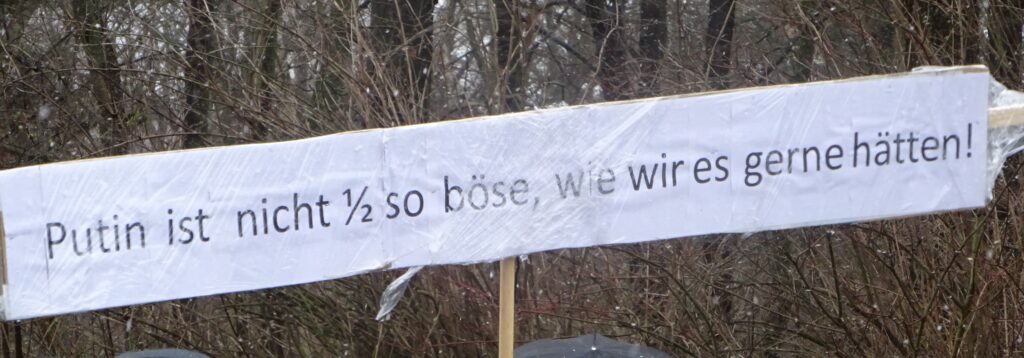 Putin ist nicht ½ so böse, wie wir es gerne hätten!